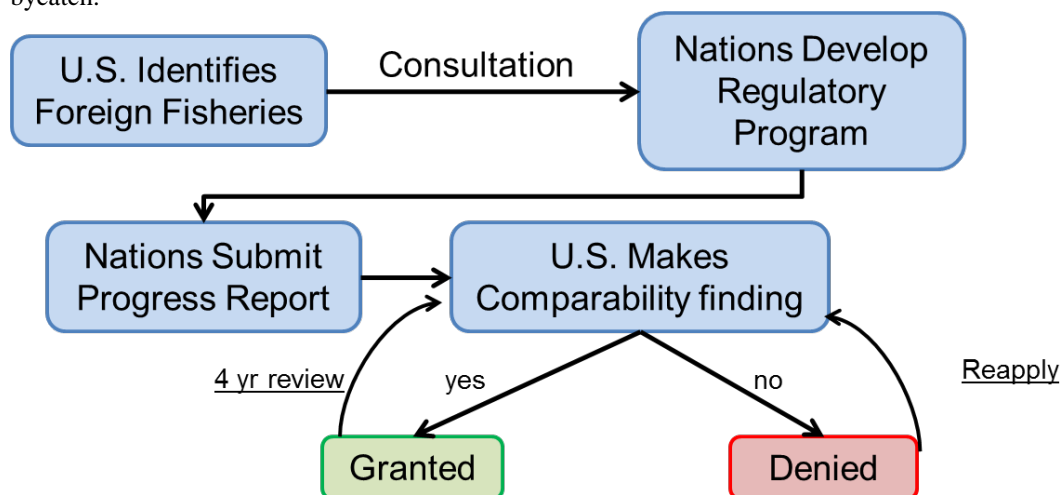 bycatch.
U.S. Identifies
Foreign Fisheries
Consultation
Nations Develop
Regulatory
Program
Nations Submit
Progress Report
U.S. Makes
Comparability finding
4 yr review
yes
no
Reapply
Granted
Denied